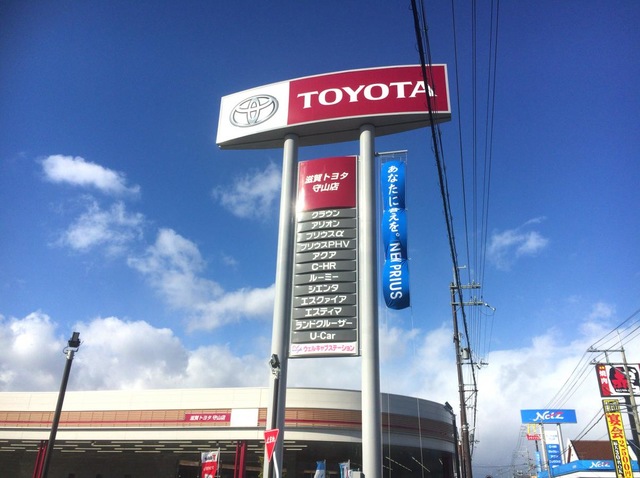 TOYOTA
滋賀トヨタ
守山店
クラウン
アリオン
プリウスα
プリウスPHV
アクア
C-HR
ルーミー
シエンタ
エスクァイア
エスティマ
ランドクルーザー
U-Car
ウェルキャブステーション
あなたに答えを。NEW PRIUS
滋賀トヨタ 守山店
Netz